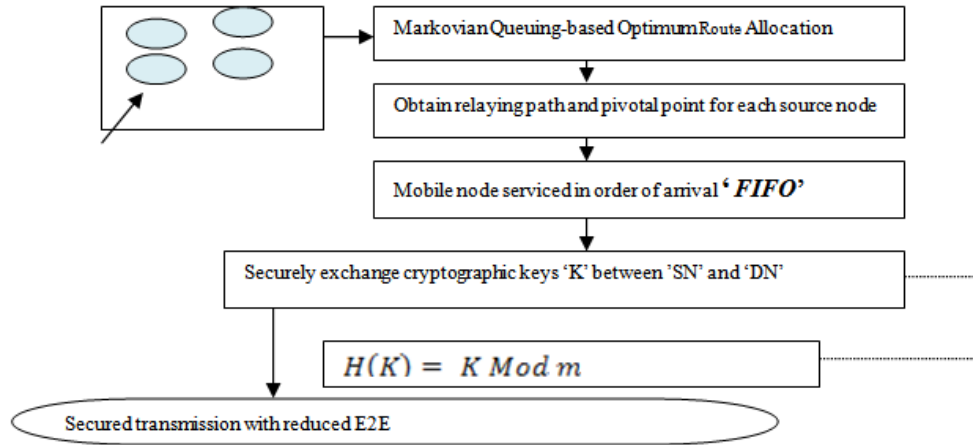 Markovian Queuing-based Optimum Route Allocation
Obtain relaying path and pivotal point for each source node
Mobile node serviced in order of arrival ‘ FIFO’
Securely exchange cryptographic keys ‘K’ between ’SN’ and ‘DN’
H(K) = K Mod m
Secured transmission with reduced E2E